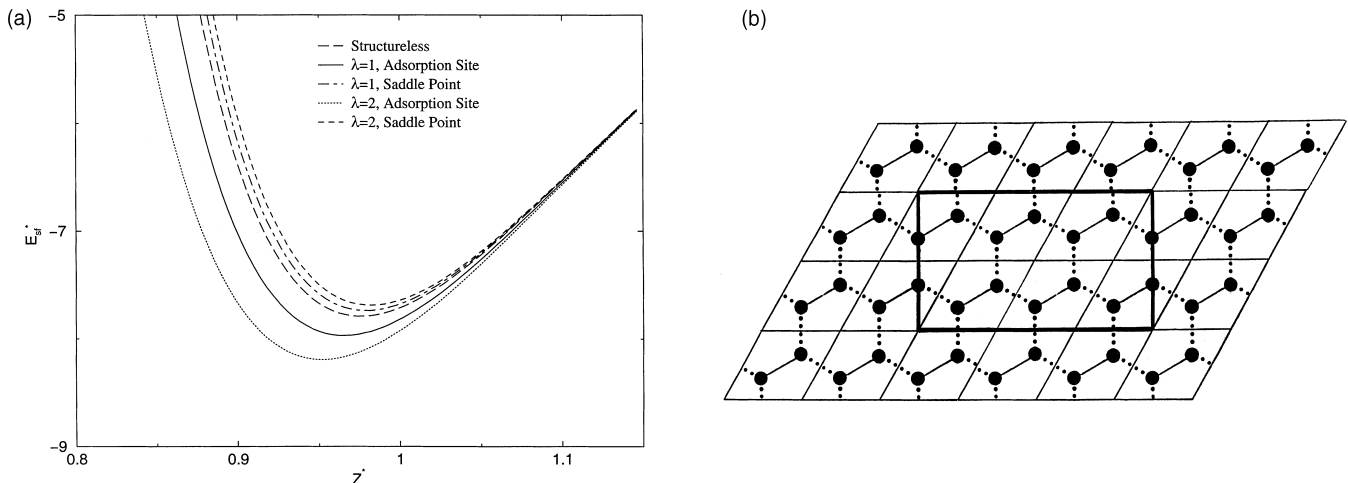 (a)
(b)
−5
Structureless
λ=1, Adsorption Site
λ=1, Saddle Point
λ=2, Adsorption Site
λ=2, Saddle Point
−7
E*sf
−9
0.8
0.9
1
1.1
Z*